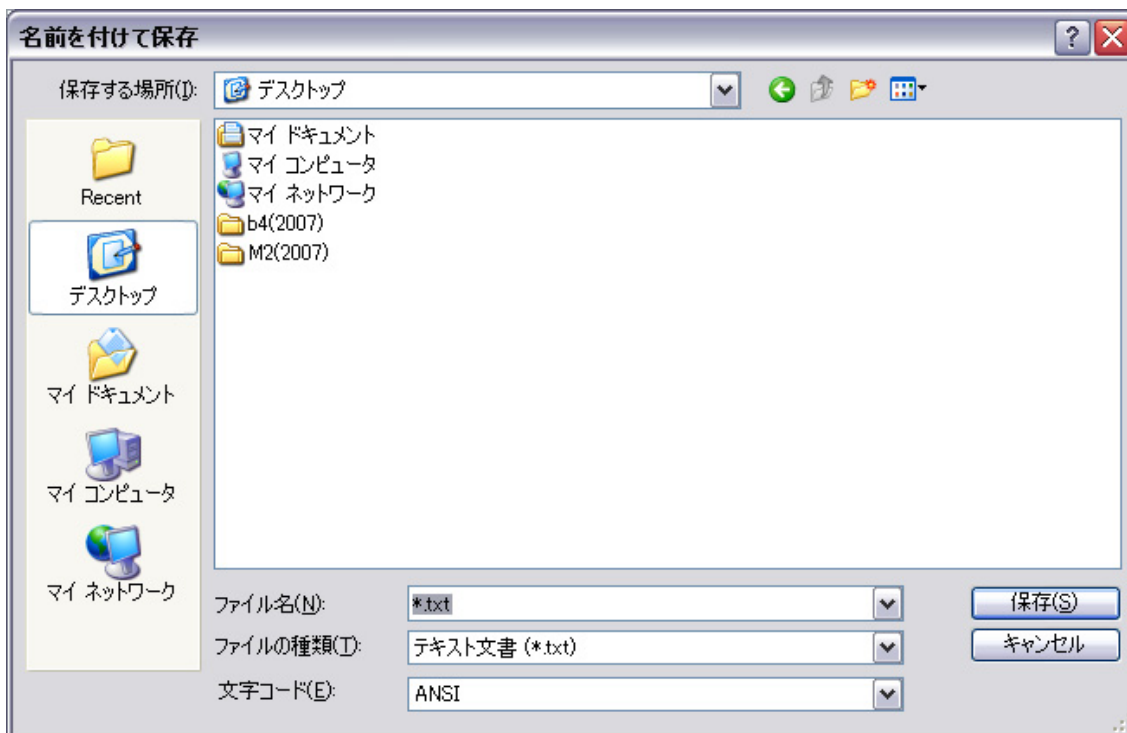 名前を付けて保存
保存する場所(I): デスクトップ
Recent
デスクトップ
マイ ドキュメント
マイ コンピュータ
マイ ネットワーク
マイ ドキュメント
マイ コンピュータ
マイ ネットワーク
b4(2007)
M2(2007)
ファイル名(N): *.txt 保存(S)
ファイルの種類(T): テキスト文書 (*.txt) キャンセル
文字コード(E): ANSI